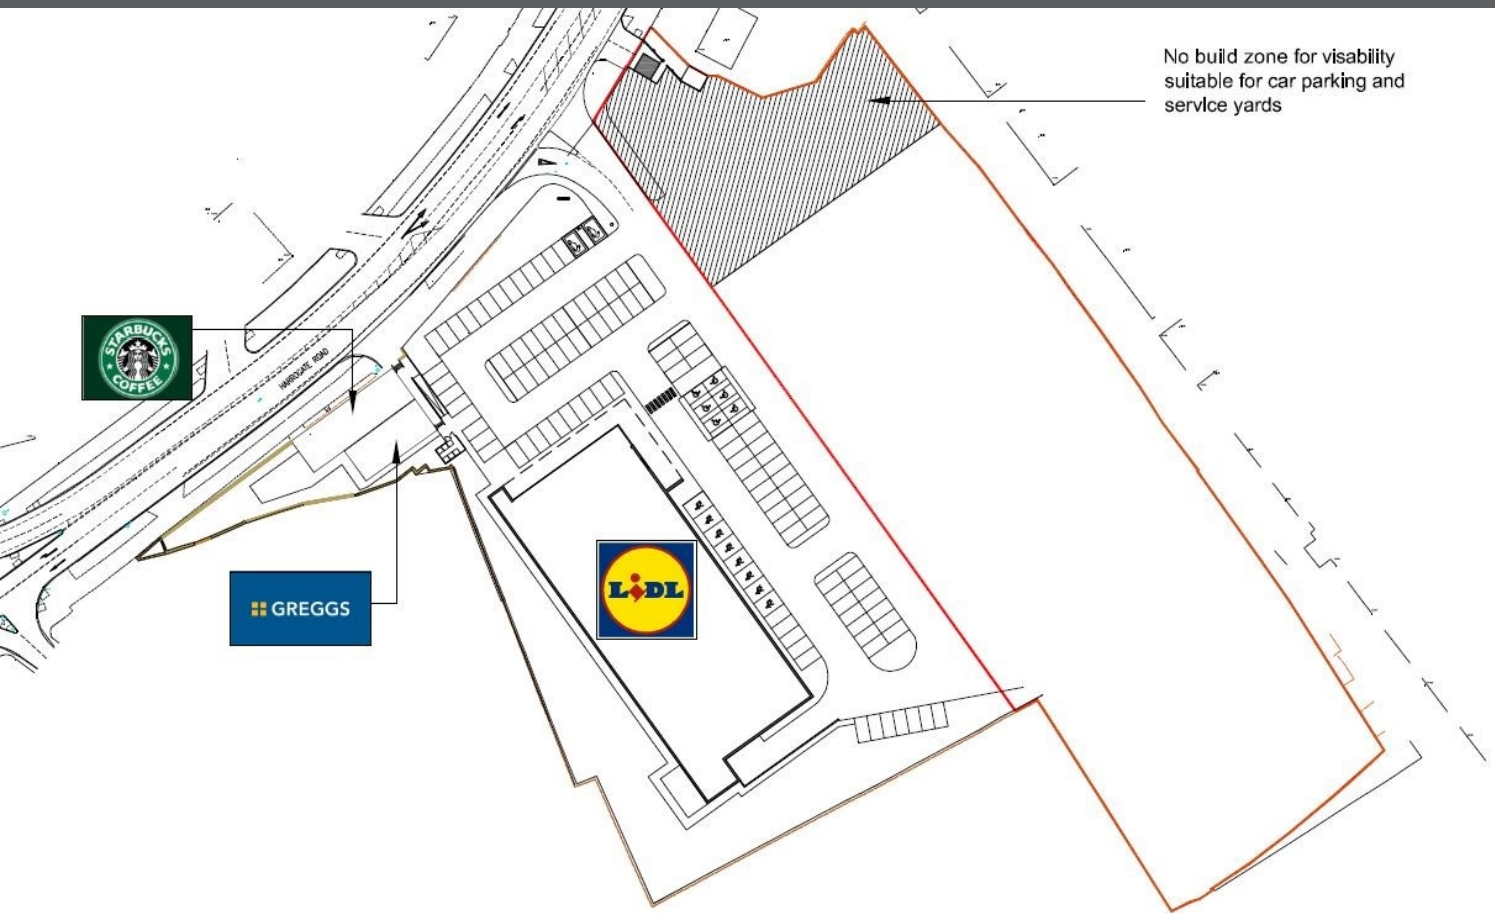 No build zone for visability
suitable for car parking and
service yards
STARBUCKS
COFFEE
HARROGATE ROAD
GREGGS
LIDL